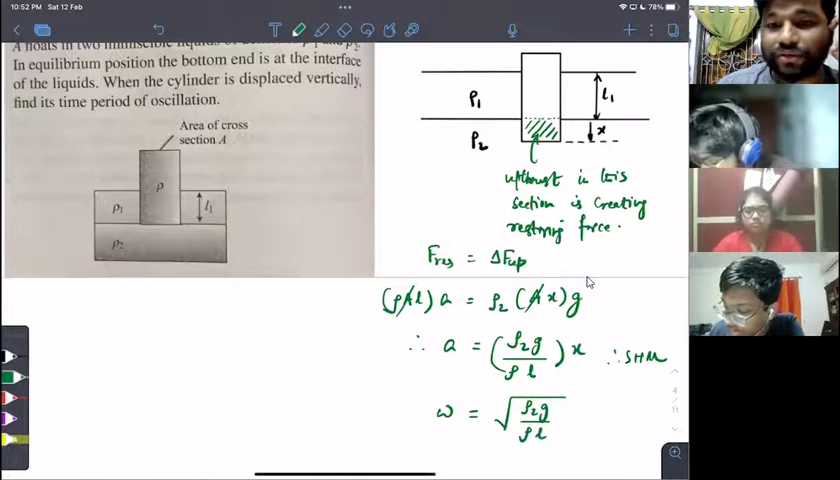 10:52 PM Sat 12 Feb
78%
A floats in two immiscible liquids of
In equilibrium position the bottom end is at the interface
of the liquids. When the cylinder is displaced vertically,
find its time period of oscillation.
Area of cross
section A
ρ
ρ₁
l₁
ρ₂
ρ₁
l₁
ρ₂
x
upthrust in this
section is creating
restoring force.
Fres = ΔFup
(ρAl) a = ρ₂ (Ax) g
∴ a = (ρ₂g / ρl) x ∴ SHM
ω = √(ρ₂g / ρl)
4
/
11